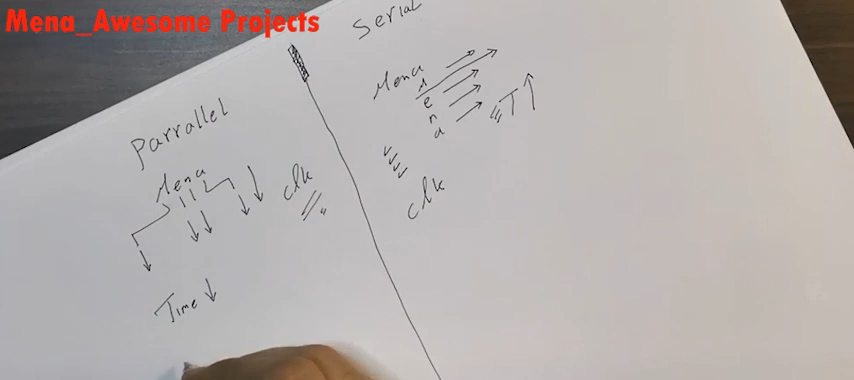 Mena_Awesome Projects
Serial
Mena
M
e
n
a
T
clk
Parrallel
Mena
clk
Time